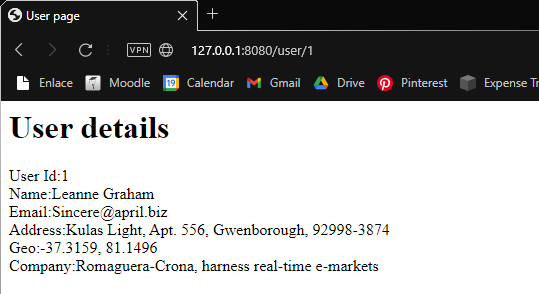 User page
VPN 127.0.0.1:8080/user/1
Enlace Moodle 19 Calendar Gmail Drive Pinterest Expense Tr
User details
User Id:1
Name:Leanne Graham
Email:Sincere@april.biz
Address:Kulas Light, Apt. 556, Gwenborough, 92998-3874
Geo:-37.3159, 81.1496
Company:Romaguera-Crona, harness real-time e-markets